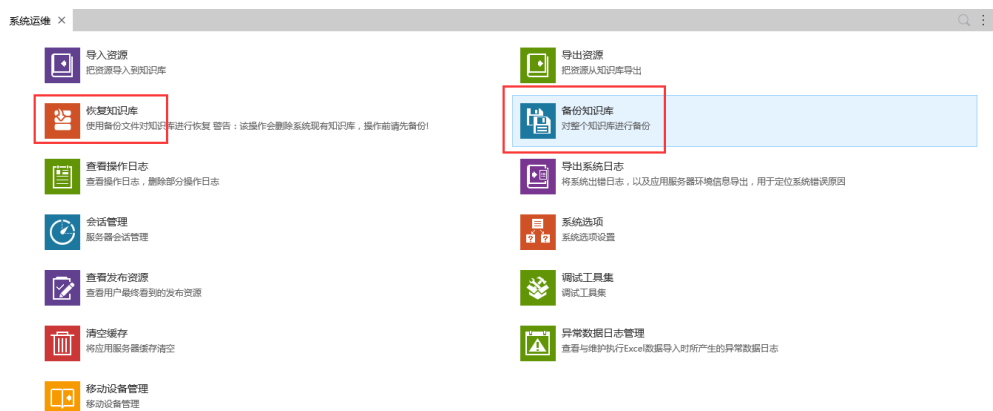 系统运维 ×
导入资源
把资源导入到知识库
导出资源
把资源从知识库导出
恢复知识库
使用备份文件对知识库进行恢复 警告：该操作会删除系统现有知识库，操作前请先备份!
备份知识库
对整个知识库进行备份
查看操作日志
查看操作日志，删除部分操作日志
导出系统日志
将系统出错日志，以及应用服务器环境信息导出，用于定位系统错误原因
会话管理
服务器会话管理
系统选项
系统选项设置
查看发布资源
查看用户最终看到的发布资源
调试工具集
调试工具集
清空缓存
将应用服务器缓存清空
异常数据日志管理
查看与维护执行Excel数据导入时所产生的异常数据日志
移动设备管理
移动设备管理